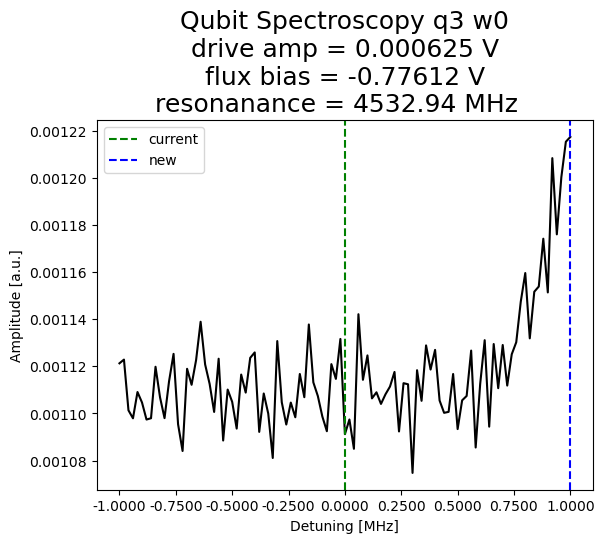 Qubit Spectroscopy q3 w0
drive amp = 0.000625 V
flux bias = -0.77612 V
resonanance = 4532.94 MHz
current
new
Amplitude [a.u.]
0.00122
0.00120
0.00118
0.00116
0.00114
0.00112
0.00110
0.00108
-1.0000 -0.7500 -0.5000 -0.2500 0.0000 0.2500 0.5000 0.7500 1.0000
Detuning [MHz]